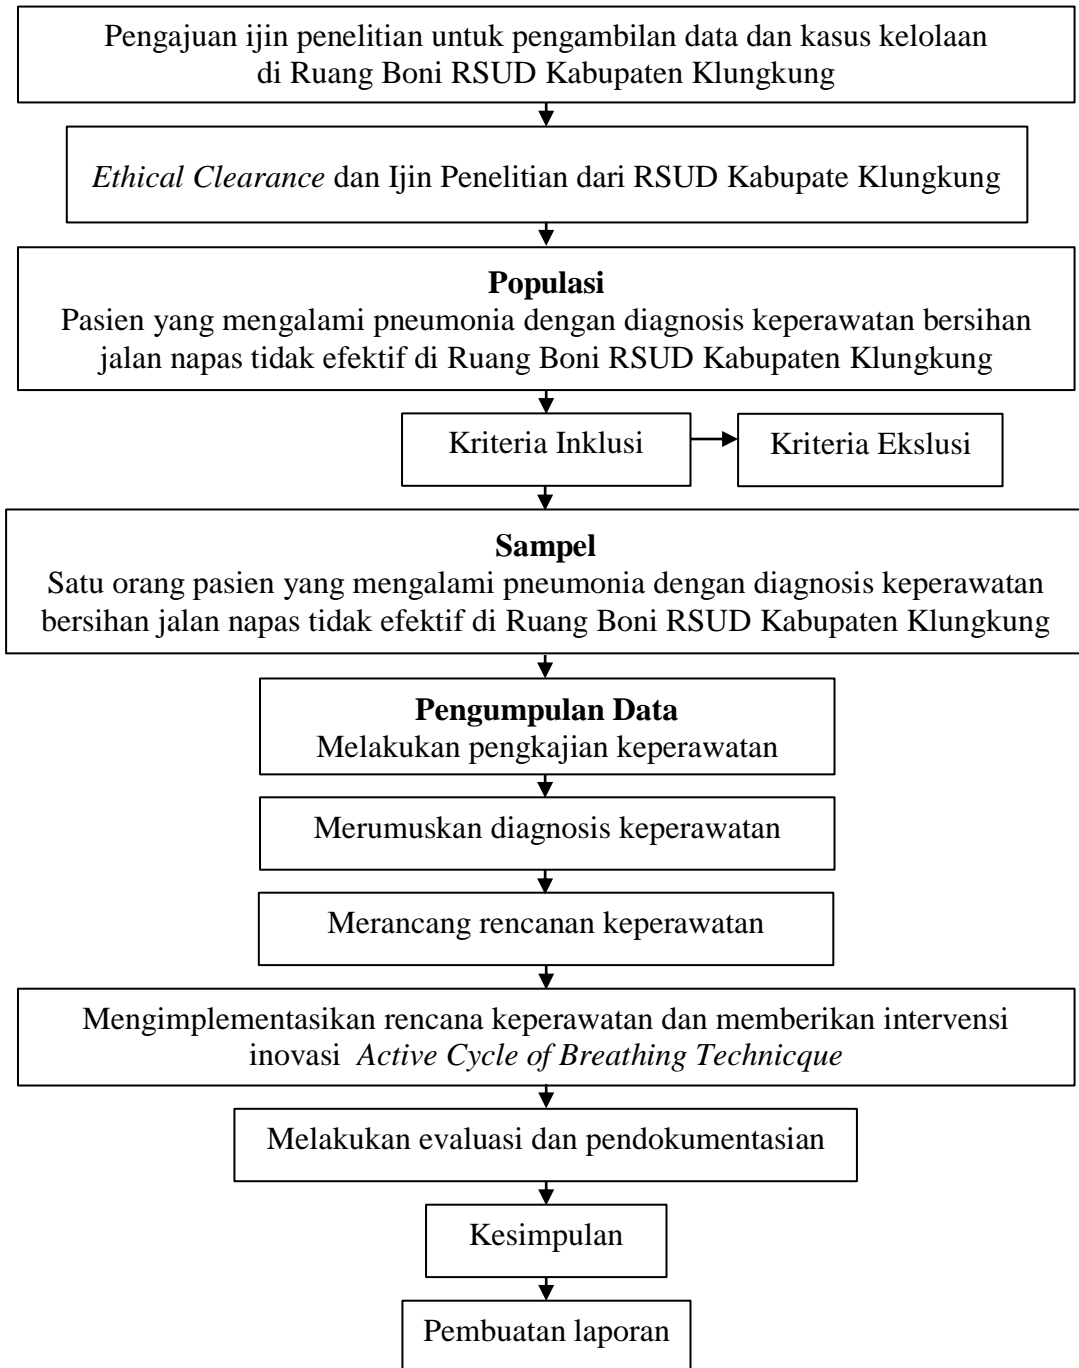 Pengajuan ijin penelitian untuk pengambilan data dan kasus kelolaan
di Ruang Boni RSUD Kabupaten Klungkung
Ethical Clearance dan Ijin Penelitian dari RSUD Kabupate Klungkung
Populasi
Pasien yang mengalami pneumonia dengan diagnosis keperawatan bersihan
jalan napas tidak efektif di Ruang Boni RSUD Kabupaten Klungkung
Kriteria Inklusi
Kriteria Ekslusi
Sampel
Satu orang pasien yang mengalami pneumonia dengan diagnosis keperawatan
bersihan jalan napas tidak efektif di Ruang Boni RSUD Kabupaten Klungkung
Pengumpulan Data
Melakukan pengkajian keperawatan
Merumuskan diagnosis keperawatan
Merancang rencanan keperawatan
Mengimplementasikan rencana keperawatan dan memberikan intervensi
inovasi Active Cycle of Breathing Technicque
Melakukan evaluasi dan pendokumentasian
Kesimpulan
Pembuatan laporan